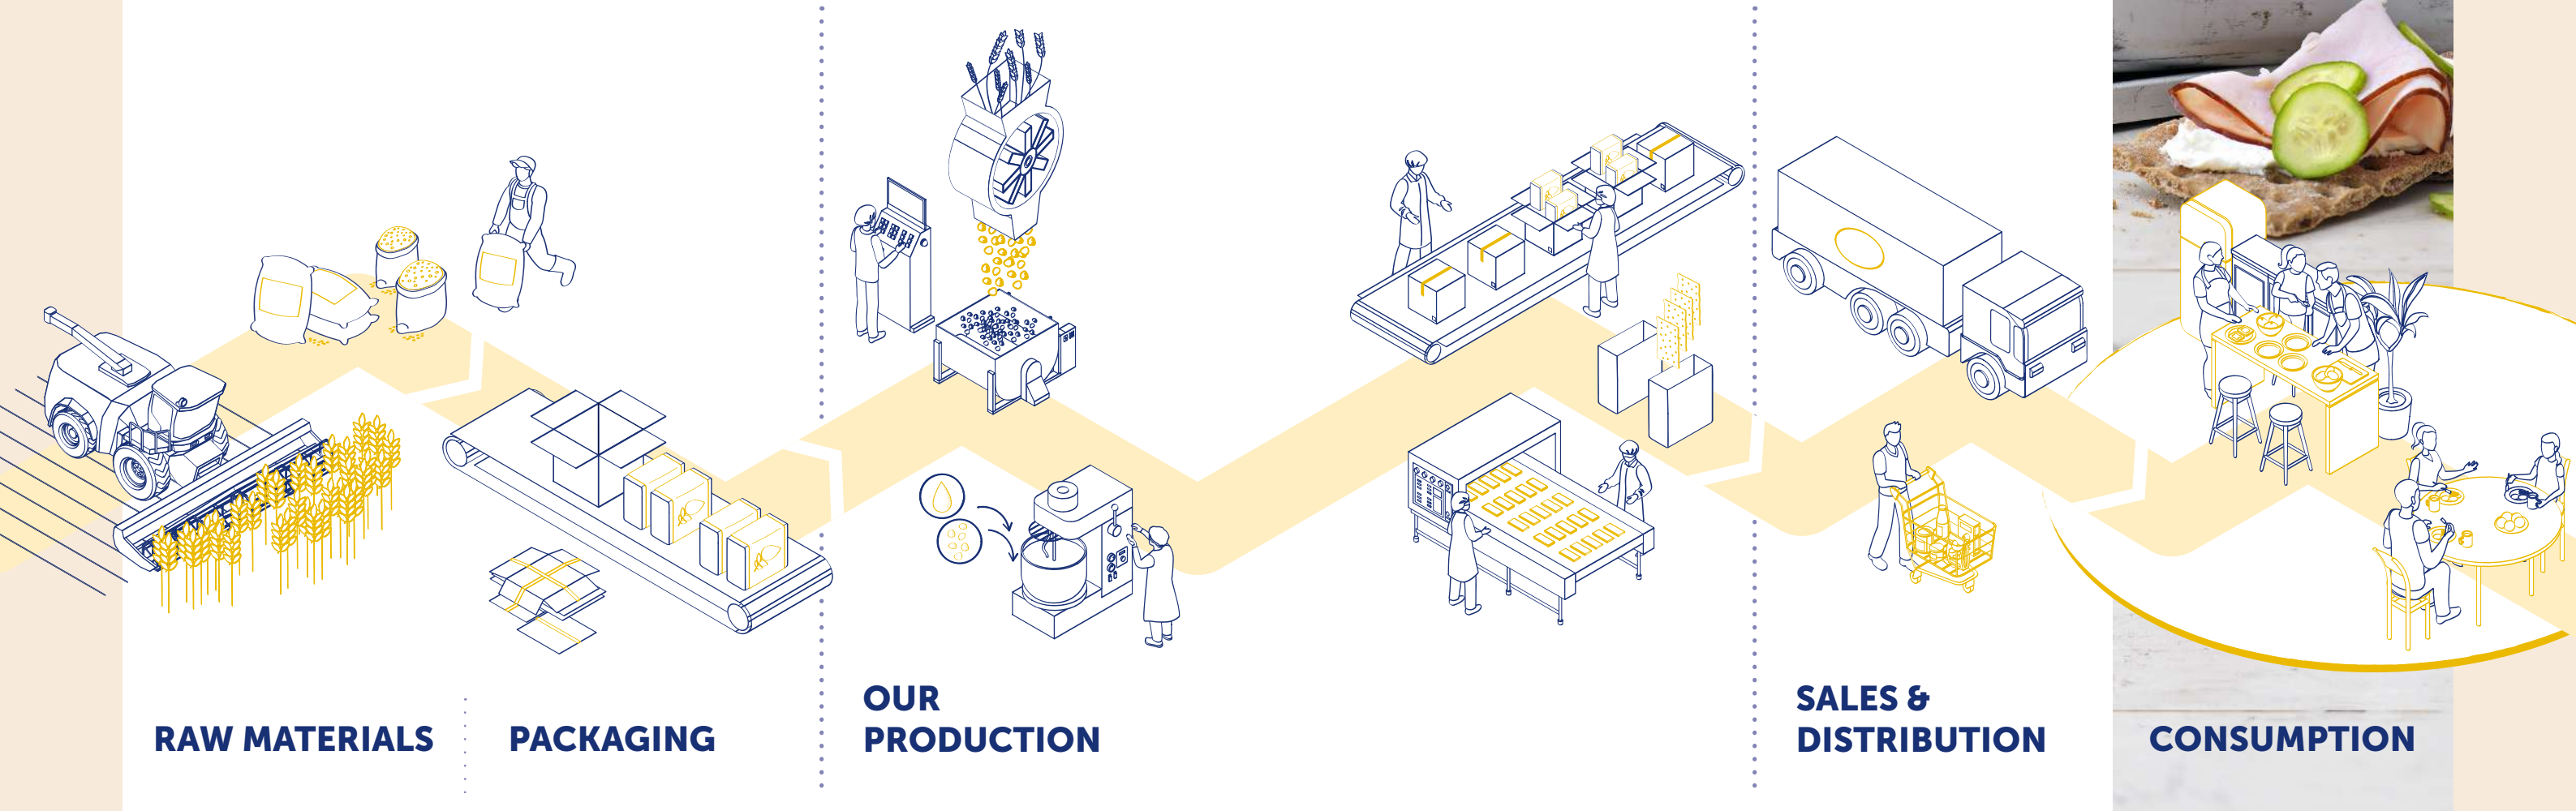 RAW MATERIALS
PACKAGING
OUR
PRODUCTION
SALES &
DISTRIBUTION
CONSUMPTION